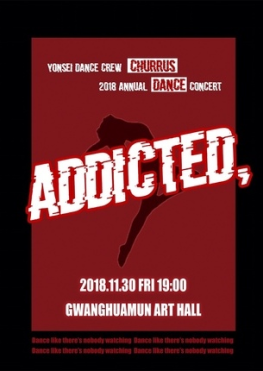 YONSEI DANCE CREW CHURRUS
2018 ANNUAL DANCE CONCERT
ADDICTED,
2018.11.30 FRI 19:00
GWANGHUAMUN ART HALL
Dance like there's nobody watching Dance like there's nobody watching
Dance like there's nobody watching Dance like there's nobody watching